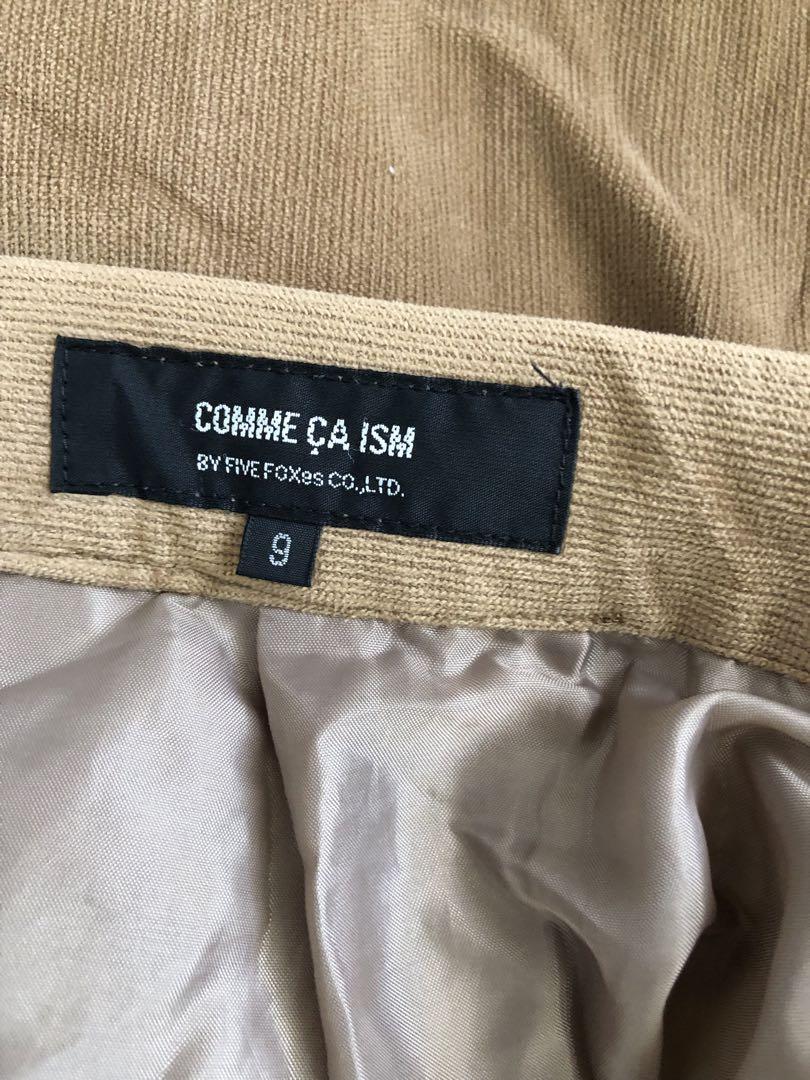 COMME ÇA ISM
BY FIVE FOXes CO.,LTD.
9